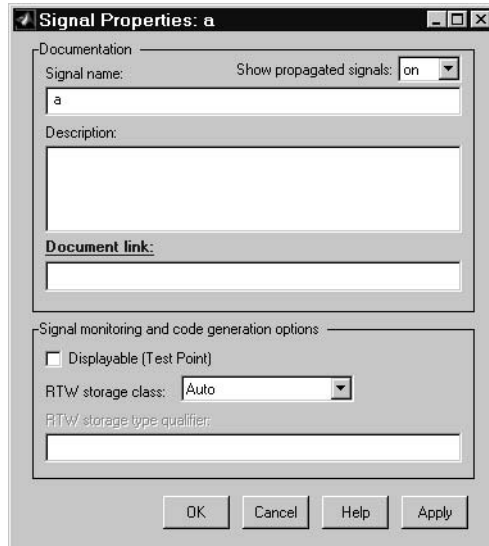 Signal Properties: a
Documentation
Signal name:
Show propagated signals: on
a
Description:
Document link:
Signal monitoring and code generation options
Displayable (Test Point)
RTW storage class: Auto
RTW storage type qualifier:
OK Cancel Help Apply